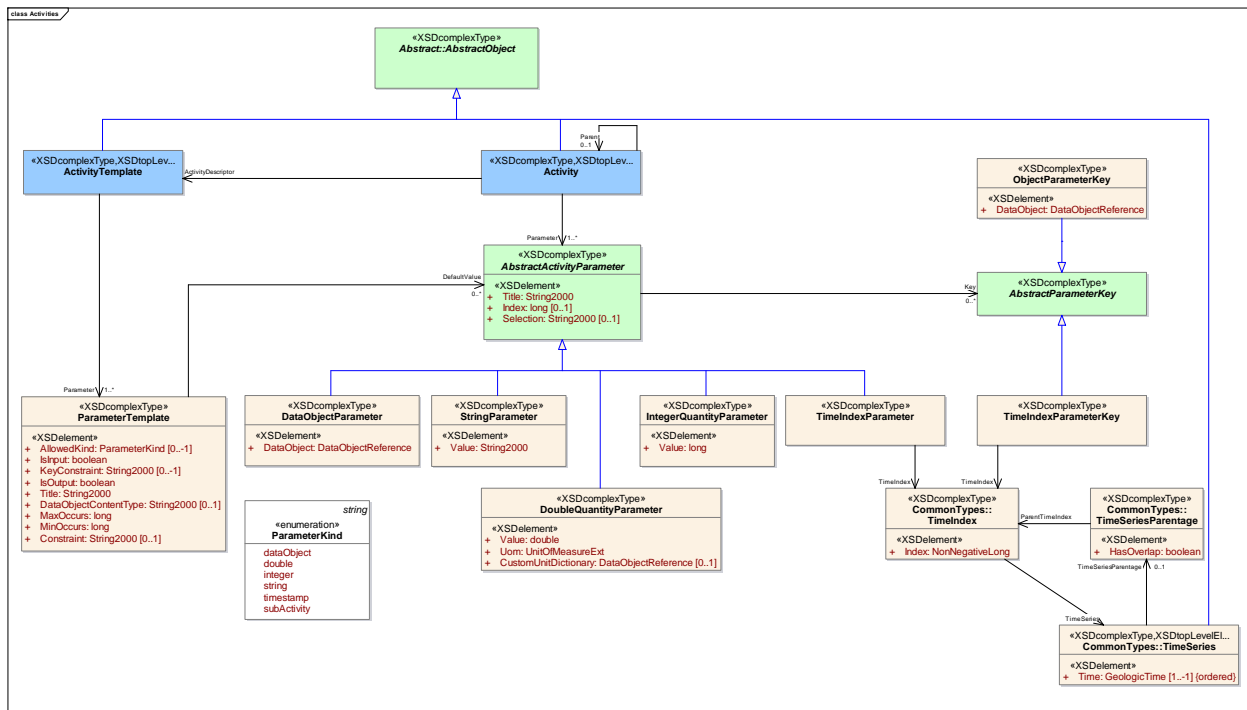 class Activities
«XSDcomplexType»
Abstract::AbstractObject
«XSDcomplexType,XSDtopLev...
ActivityTemplate
ActivityDescriptor
Parent
0..1
«XSDcomplexType,XSDtopLev...
Activity
«XSDcomplexType»
ObjectParameterKey
«XSDelement»
+ DataObject: DataObjectReference
Parameter
1..*
«XSDcomplexType»
AbstractActivityParameter
«XSDelement»
+ Title: String2000
+ Index: long [0..1]
+ Selection: String2000 [0..1]
DefaultValue
0..*
Key
0..*
«XSDcomplexType»
AbstractParameterKey
Parameter
1..*
«XSDcomplexType»
ParameterTemplate
«XSDelement»
+ AllowedKind: ParameterKind [0..-1]
+ IsInput: boolean
+ KeyConstraint: String2000 [0..-1]
+ IsOutput: boolean
+ Title: String2000
+ DataObjectContentType: String2000 [0..1]
+ MaxOccurs: long
+ MinOccurs: long
+ Constraint: String2000 [0..1]
«XSDcomplexType»
DataObjectParameter
«XSDelement»
+ DataObject: DataObjectReference
«XSDcomplexType»
StringParameter
«XSDelement»
+ Value: String2000
«XSDcomplexType»
IntegerQuantityParameter
«XSDelement»
+ Value: long
«XSDcomplexType»
TimeIndexParameter
«XSDcomplexType»
TimeIndexParameterKey
string
«enumeration»
ParameterKind
dataObject
double
integer
string
timestamp
subActivity
«XSDcomplexType»
DoubleQuantityParameter
«XSDelement»
+ Value: double
+ Uom: UnitOfMeasureExt
+ CustomUnitDictionary: DataObjectReference [0..1]
TimeIndex
TimeIndex
«XSDcomplexType»
CommonTypes::
TimeIndex
«XSDelement»
+ Index: NonNegativeLong
ParentTimeIndex
«XSDcomplexType»
CommonTypes::
TimeSeriesParentage
«XSDelement»
+ HasOverlap: boolean
TimeSeriesParentage
0..1
TimeSeries
«XSDcomplexType,XSDtopLevelEl...
CommonTypes::TimeSeries
«XSDelement»
+ Time: GeologicTime [1..-1] {ordered}